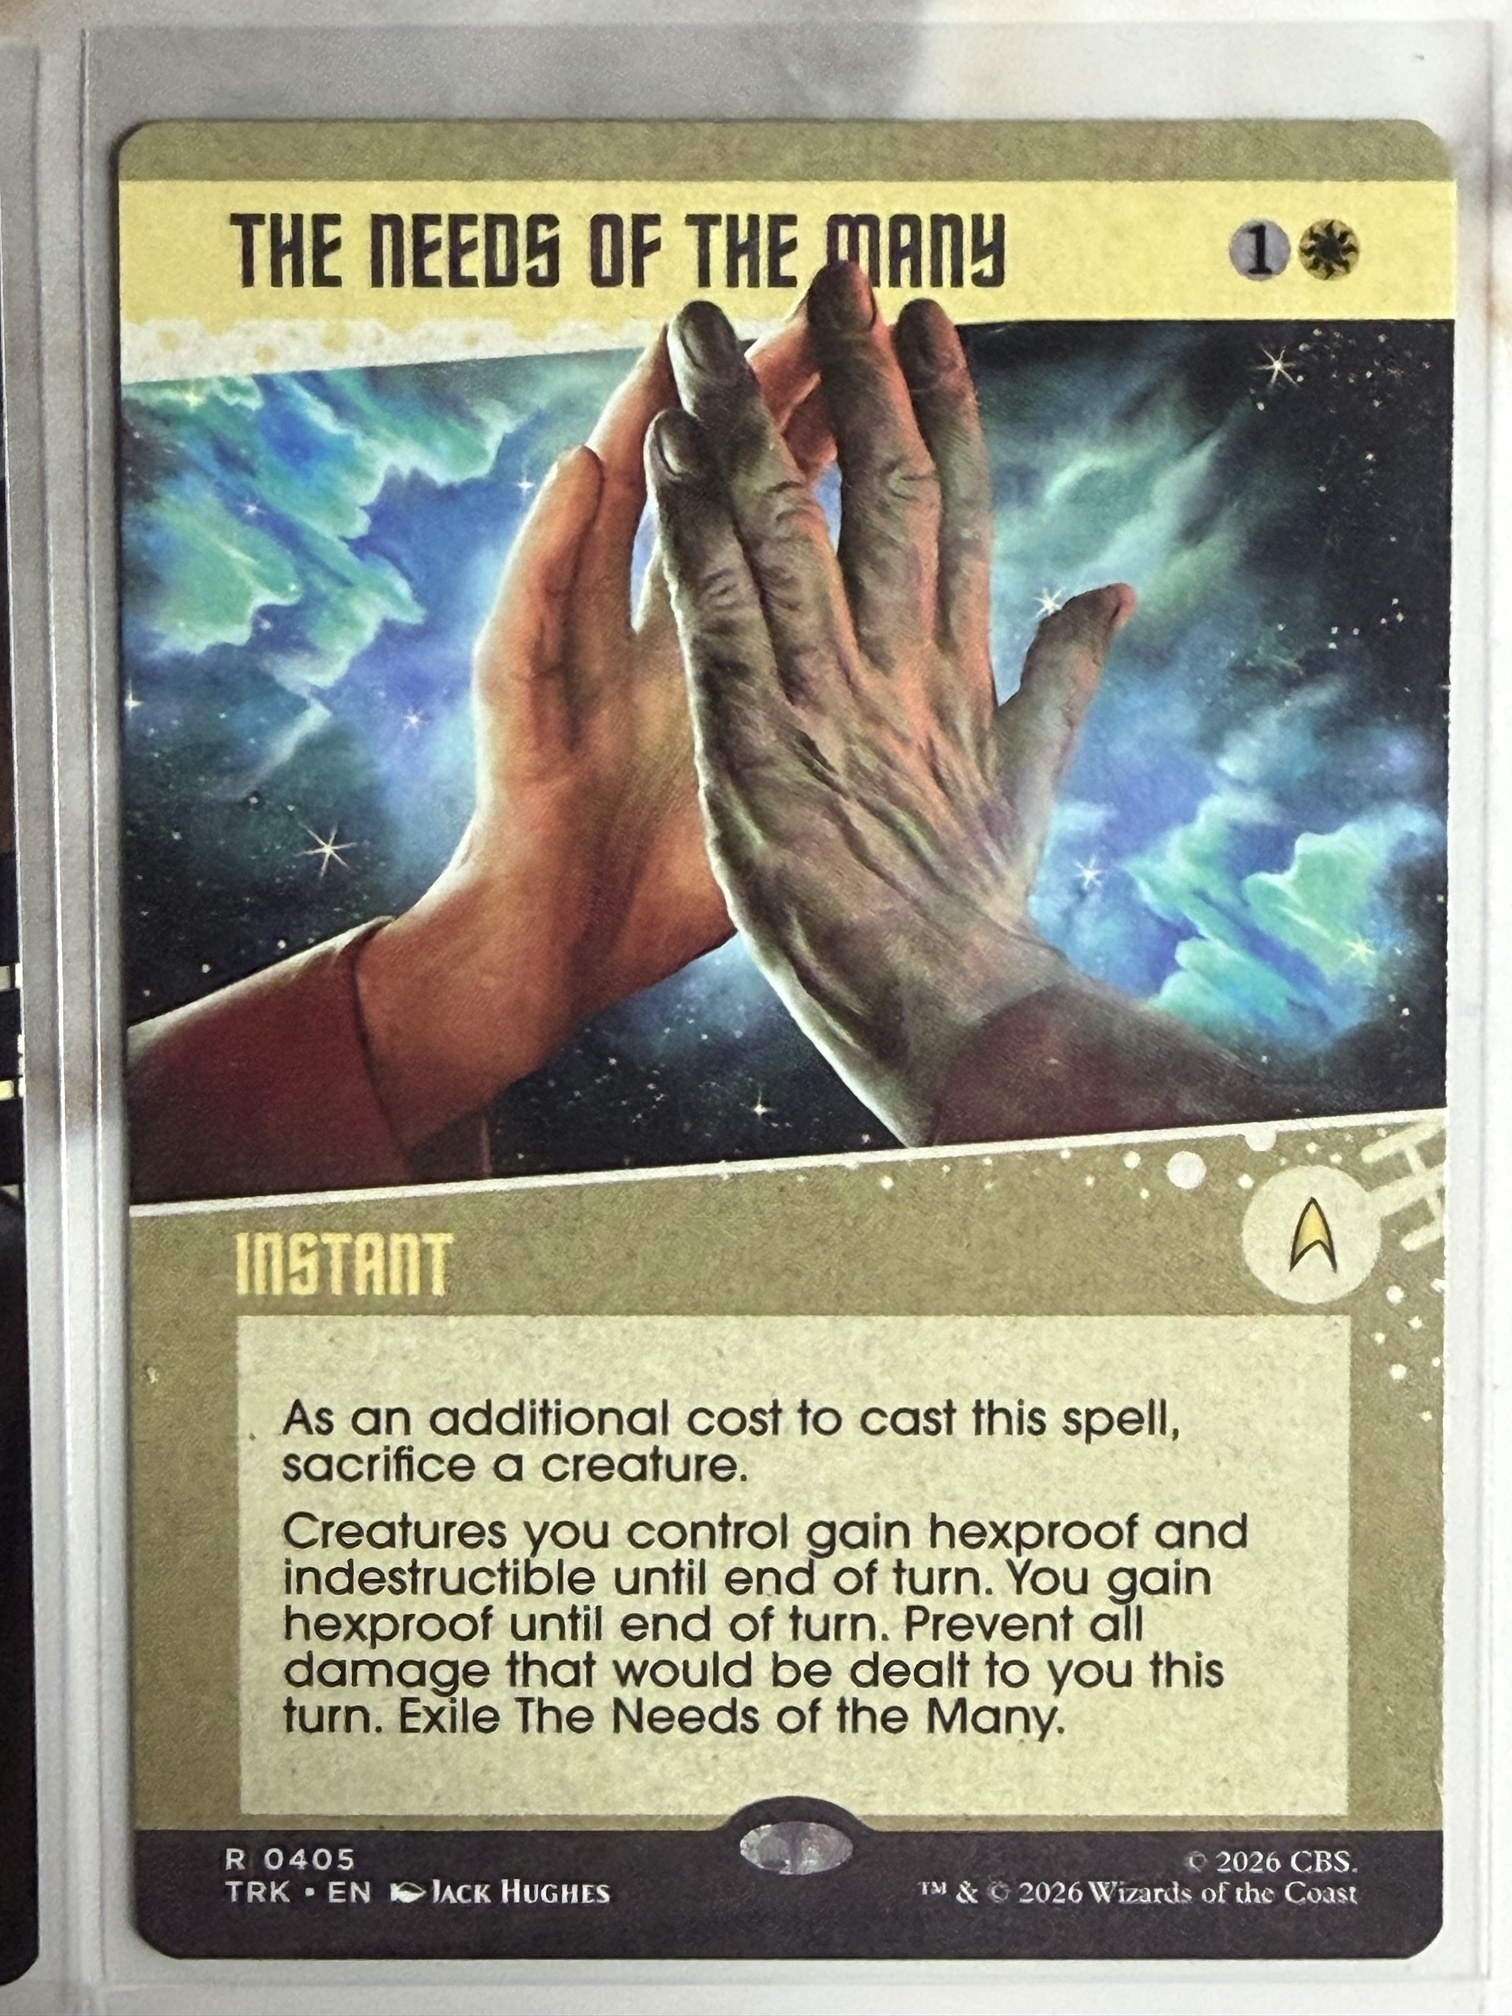 THE NEEDS OF THE MANY 1
INSTANT
As an additional cost to cast this spell,
sacrifice a creature.
Creatures you control gain hexproof and
indestructible until end of turn. You gain
hexproof until end of turn. Prevent all
damage that would be dealt to you this
turn. Exile The Needs of the Many.
R 0405
TRK • EN JACK HUGHES
© 2026 CBS.
™ & © 2026 Wizards of the Coast